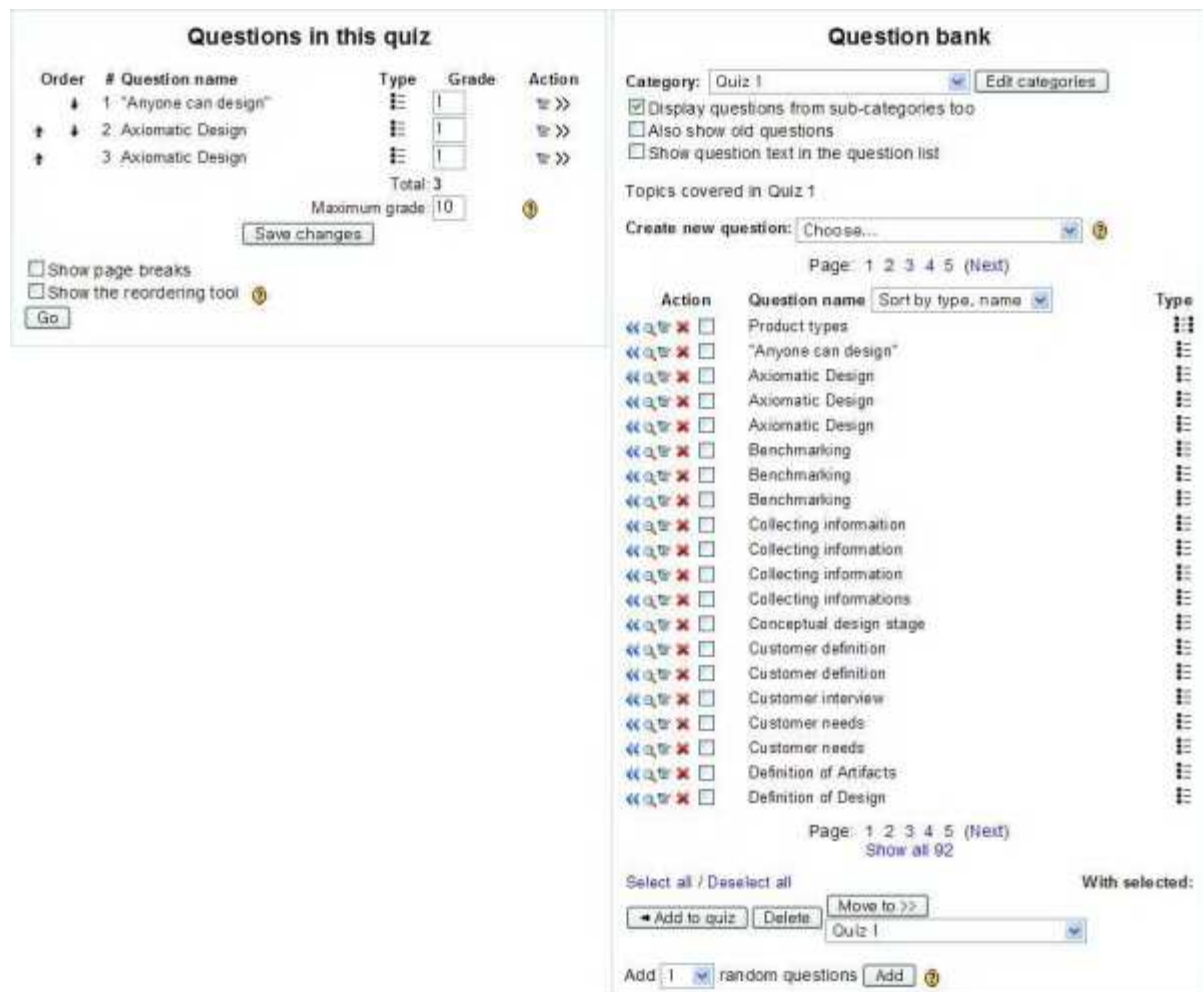 Questions in this quiz
Order # Question name Type Grade Action
1 "Anyone can design" 1
2 Axiomatic Design 1
3 Axiomatic Design 1
Total: 3
Maximum grade: 10
Save changes
Show page breaks
Show the reordering tool
Go
Question bank
Category: Quiz 1 Edit categories
Display questions from sub-categories too
Also show old questions
Show question text in the question list
Topics covered in Quiz 1
Create new question: Choose...
Page: 1 2 3 4 5 (Next)
Action Question name Sort by type, name Type
Product types
"Anyone can design"
Axiomatic Design
Axiomatic Design
Axiomatic Design
Benchmarking
Benchmarking
Benchmarking
Collecting informaition
Collecting information
Collecting information
Collecting informations
Conceptual design stage
Customer definition
Customer definition
Customer interview
Customer needs
Customer needs
Definition of Artifacts
Definition of Design
Page: 1 2 3 4 5 (Next)
Show all 92
Select all / Deselect all With selected:
Add to quiz Delete Move to >>
Quiz 1
Add 1 random questions Add